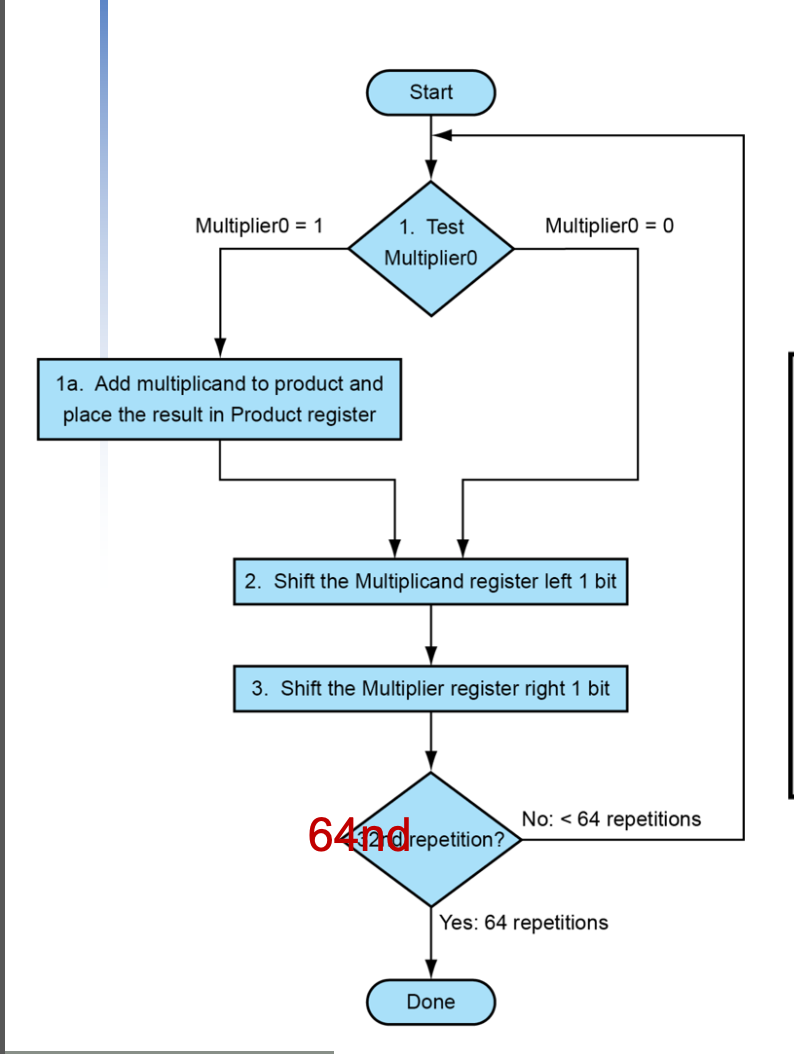 Start
Multiplier0 = 1
1. Test
Multiplier0
Multiplier0 = 0
1a. Add multiplicand to product and
place the result in Product register
2. Shift the Multiplicand register left 1 bit
3. Shift the Multiplier register right 1 bit
64nd
32nd repetition?
No: < 64 repetitions
Yes: 64 repetitions
Done